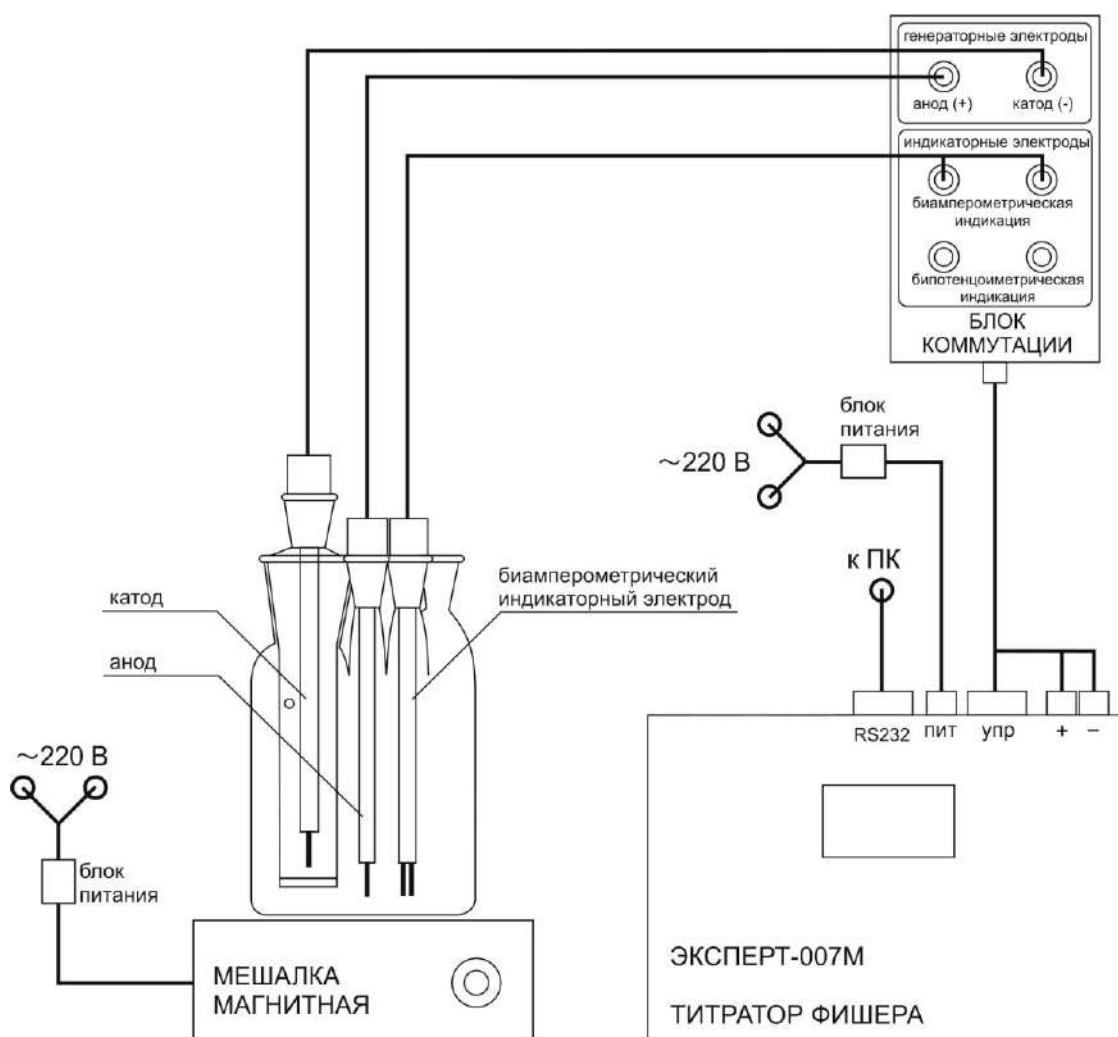 генераторные электроды
анод (+) катод (-)
индикаторные электроды
биамперометрическая
индикация
бипотенцоиметрическая
индикация
БЛОК
КОММУТАЦИИ
блок
питания
~220 В
к ПК
биамперометрический
индикаторный электрод
катод
анод
RS232 пит упр + −
~220 В
блок
питания
МЕШАЛКА
МАГНИТНАЯ
ЭКСПЕРТ-007М
ТИТРАТОР ФИШЕРА